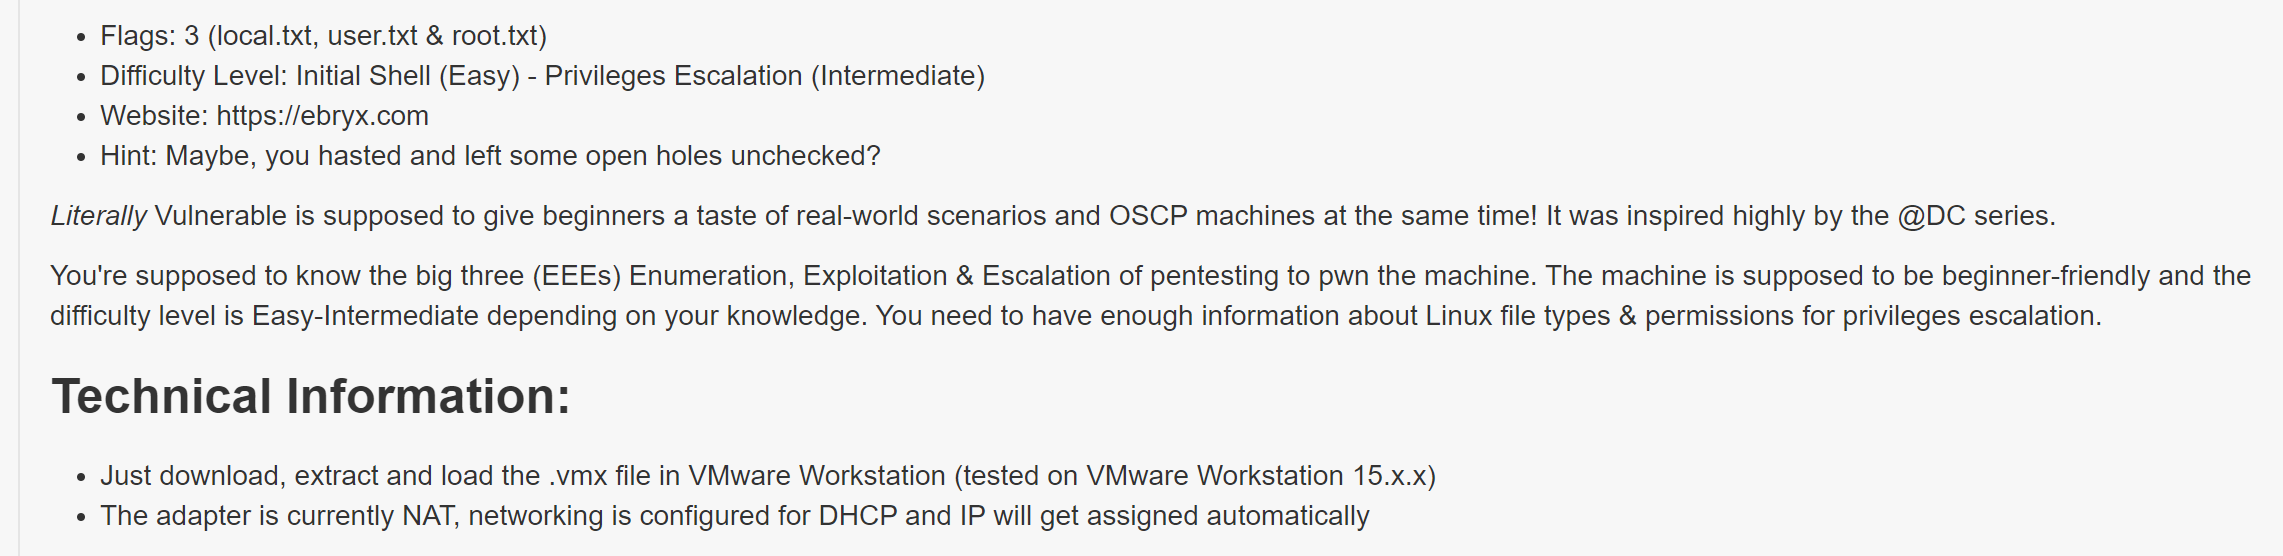 • Flags: 3 (local.txt, user.txt & root.txt)
• Difficulty Level: Initial Shell (Easy) - Privileges Escalation (Intermediate)
• Website: https://ebryx.com
• Hint: Maybe, you hasted and left some open holes unchecked?
Literally Vulnerable is supposed to give beginners a taste of real-world scenarios and OSCP machines at the same time! It was inspired highly by the @DC series.
You're supposed to know the big three (EEEs) Enumeration, Exploitation & Escalation of pentesting to pwn the machine. The machine is supposed to be beginner-friendly and the
difficulty level is Easy-Intermediate depending on your knowledge. You need to have enough information about Linux file types & permissions for privileges escalation.
Technical Information:
• Just download, extract and load the .vmx file in VMware Workstation (tested on VMware Workstation 15.x.x)
• The adapter is currently NAT, networking is configured for DHCP and IP will get assigned automatically